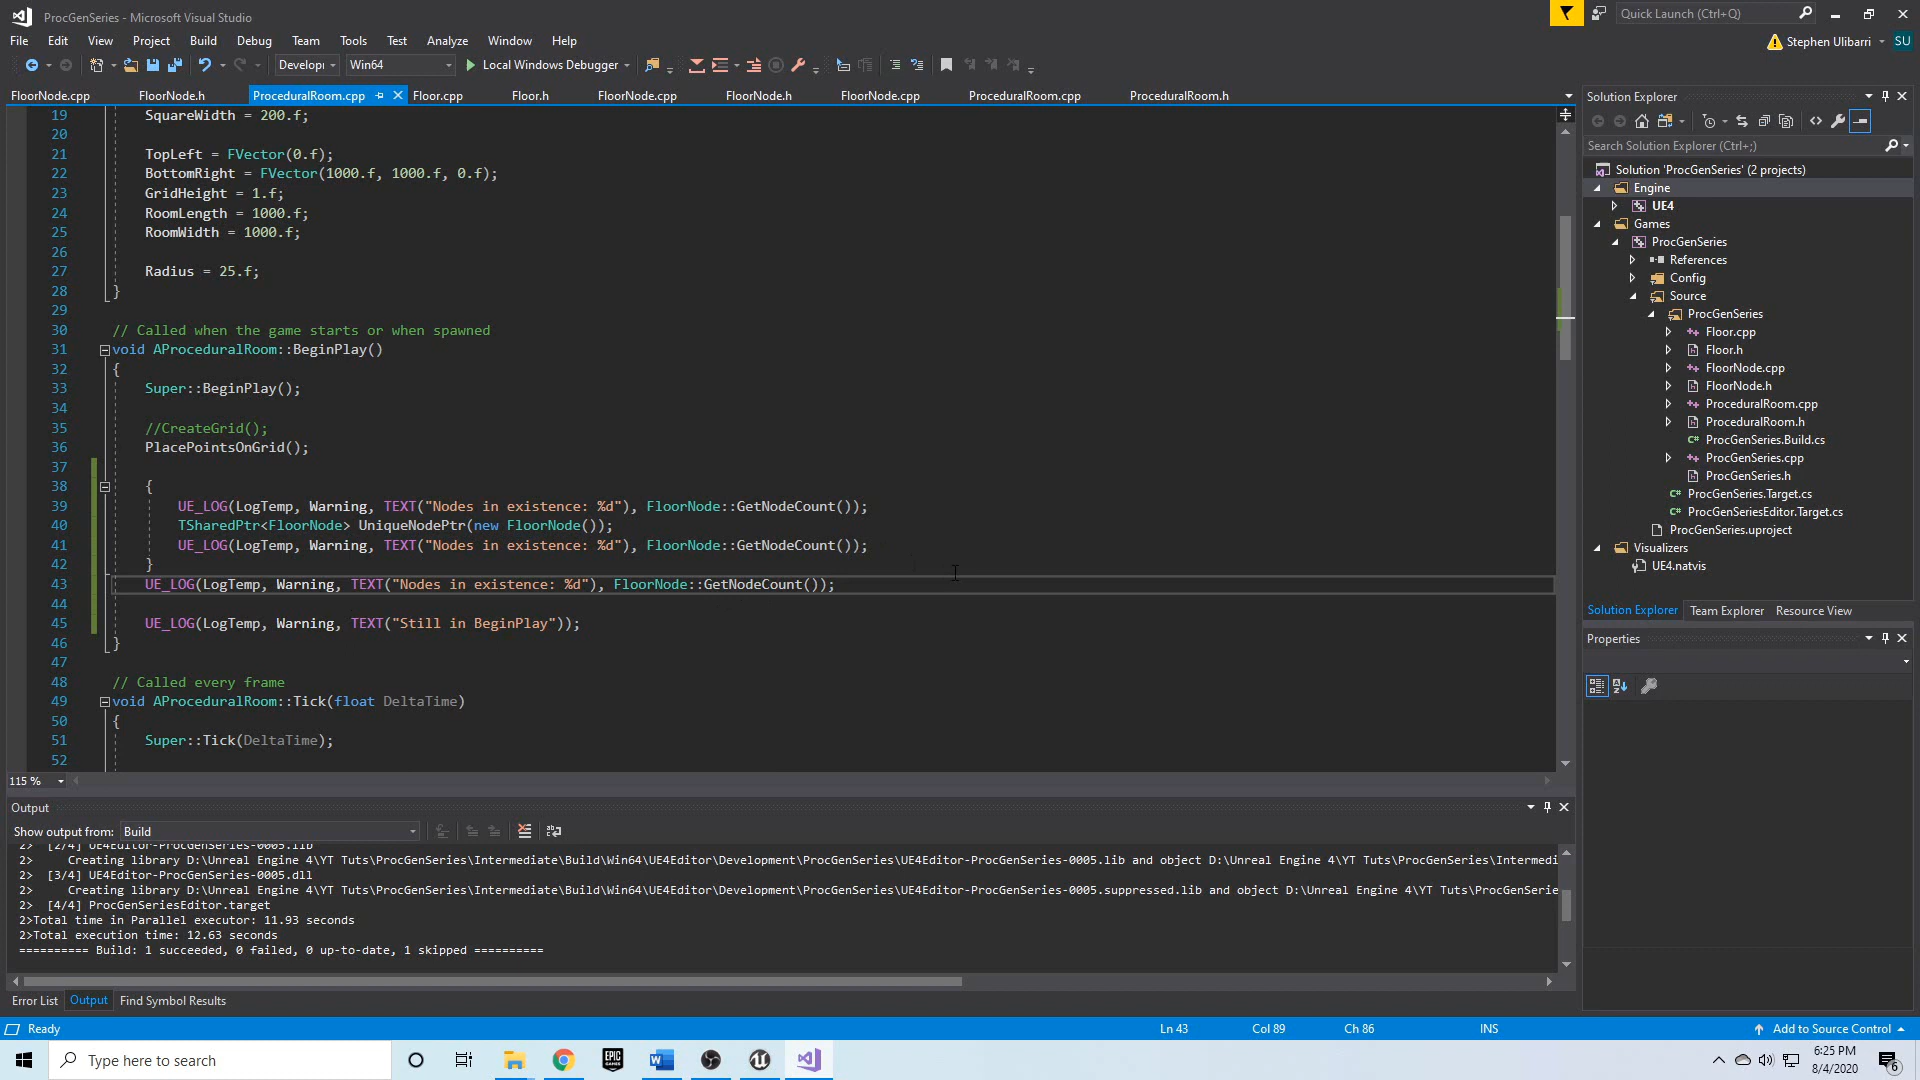 ProcGenSeries - Microsoft Visual Studio
Quick Launch (Ctrl+Q)
File Edit View Project Build Debug Team Tools Test Analyze Window Help
Stephen Ulibarri SU
Developi Win64 Local Windows Debugger
FloorNode.cpp FloorNode.h ProceduralRoom.cpp Floor.cpp Floor.h FloorNode.cpp FloorNode.h FloorNode.cpp ProceduralRoom.cpp ProceduralRoom.h
19 SquareWidth = 200.f;
20
21 TopLeft = FVector(0.f);
22 BottomRight = FVector(1000.f, 1000.f, 0.f);
23 GridHeight = 1.f;
24 RoomLength = 1000.f;
25 RoomWidth = 1000.f;
26
27 Radius = 25.f;
28 }
29
30 // Called when the game starts or when spawned
31 void AProceduralRoom::BeginPlay()
32 {
33 Super::BeginPlay();
34
35 //CreateGrid();
36 PlacePointsOnGrid();
37
38 {
39 UE_LOG(LogTemp, Warning, TEXT("Nodes in existence: %d"), FloorNode::GetNodeCount());
40 TSharedPtr<FloorNode> UniqueNodePtr(new FloorNode());
41 UE_LOG(LogTemp, Warning, TEXT("Nodes in existence: %d"), FloorNode::GetNodeCount());
42 }
43 UE_LOG(LogTemp, Warning, TEXT("Nodes in existence: %d"), FloorNode::GetNodeCount());
44
45 UE_LOG(LogTemp, Warning, TEXT("Still in BeginPlay"));
46 }
47
48 // Called every frame
49 void AProceduralRoom::Tick(float DeltaTime)
50 {
51 Super::Tick(DeltaTime);
52
115 %
Solution Explorer
Search Solution Explorer (Ctrl+;)
Solution 'ProcGenSeries' (2 projects)
Engine
UE4
Games
ProcGenSeries
References
Config
Source
ProcGenSeries
Floor.cpp
Floor.h
FloorNode.cpp
FloorNode.h
ProceduralRoom.cpp
ProceduralRoom.h
ProcGenSeries.Build.cs
ProcGenSeries.cpp
ProcGenSeries.h
ProcGenSeries.Target.cs
ProcGenSeriesEditor.Target.cs
ProcGenSeries.uproject
Visualizers
UE4.natvis
Solution Explorer Team Explorer Resource View
Properties
Output
Show output from: Build
2> [2/4] UE4Editor-ProcGenSeries-0005.lib
2> Creating library D:\Unreal Engine 4\YT Tuts\ProcGenSeries\Intermediate\Build\Win64\UE4Editor\Development\ProcGenSeries\UE4Editor-ProcGenSeries-0005.lib and object D:\Unreal Engine 4\YT Tuts\ProcGenSeries\Intermedi
2> [3/4] UE4Editor-ProcGenSeries-0005.dll
2> Creating library D:\Unreal Engine 4\YT Tuts\ProcGenSeries\Intermediate\Build\Win64\UE4Editor\Development\ProcGenSeries\UE4Editor-ProcGenSeries-0005.suppressed.lib and object D:\Unreal Engine 4\YT Tuts\ProcGenSerie
2> [4/4] ProcGenSeriesEditor.target
2>Total time in Parallel executor: 11.93 seconds
2>Total execution time: 12.63 seconds
========== Build: 1 succeeded, 0 failed, 0 up-to-date, 1 skipped ==========
Error List Output Find Symbol Results
Ready Ln 43 Col 89 Ch 86 INS Add to Source Control
Type here to search
EPIC GAMES
6:25 PM
8/4/2020
6